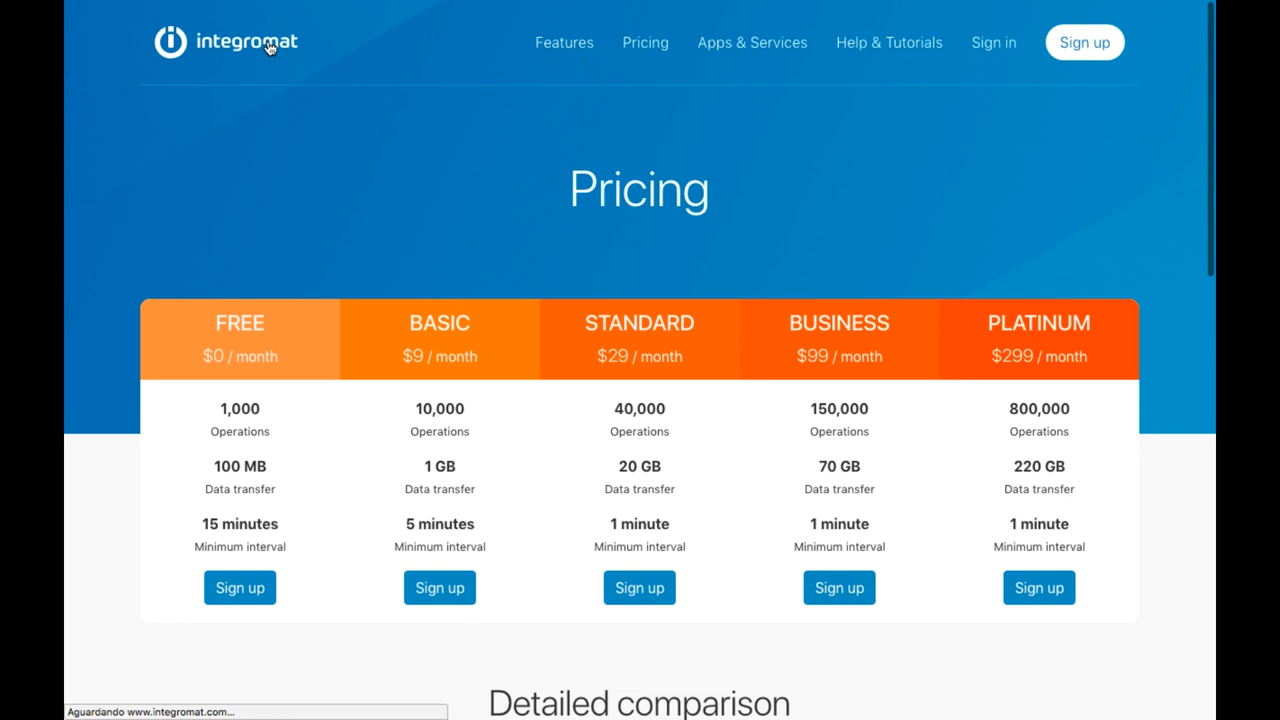 integromat Features Pricing Apps & Services Help & Tutorials Sign in Sign up
Pricing
FREE BASIC STANDARD BUSINESS PLATINUM
$0 / month $9 / month $29 / month $99 / month $299 / month
1,000 10,000 40,000 150,000 800,000
Operations Operations Operations Operations Operations
100 MB 1 GB 20 GB 70 GB 220 GB
Data transfer Data transfer Data transfer Data transfer Data transfer
15 minutes 5 minutes 1 minute 1 minute 1 minute
Minimum interval Minimum interval Minimum interval Minimum interval Minimum interval
Sign up Sign up Sign up Sign up Sign up
Detailed comparison
Aguardando www.integromat.com...